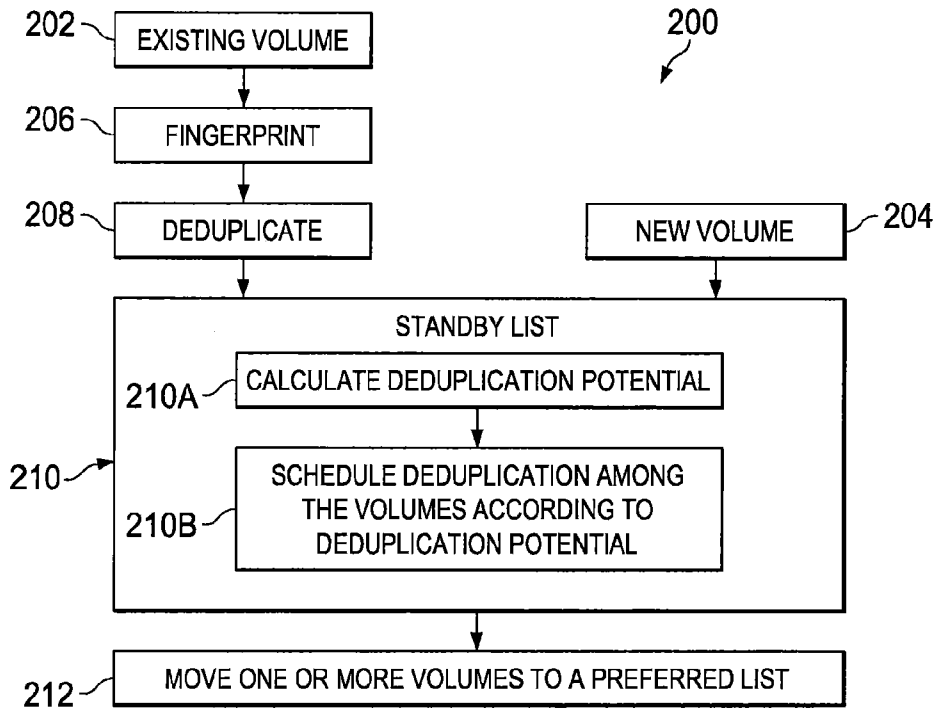 202
EXISTING VOLUME
200
206
FINGERPRINT
208
DEDUPLICATE
NEW VOLUME
204
STANDBY LIST
210A
CALCULATE DEDUPLICATION POTENTIAL
210
210B
SCHEDULE DEDUPLICATION AMONG
THE VOLUMES ACCORDING TO
DEDUPLICATION POTENTIAL
212
MOVE ONE OR MORE VOLUMES TO A PREFERRED LIST